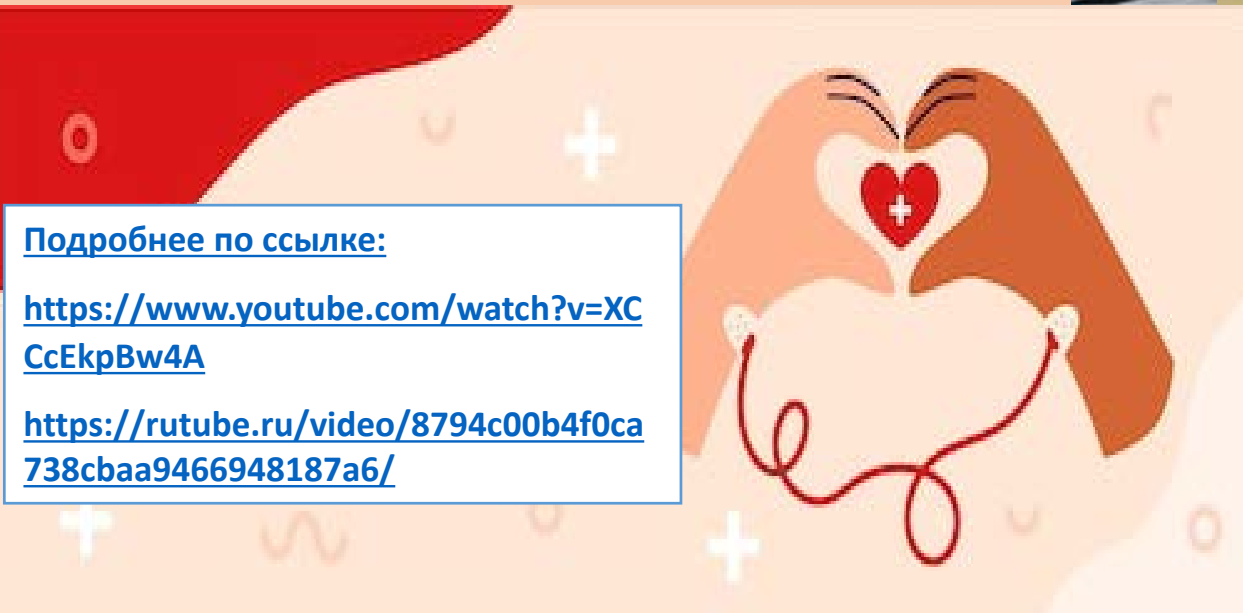 Подробнее по ссылке:
https://www.youtube.com/watch?v=XC
CcEkpBw4A
https://rutube.ru/video/8794c00b4f0ca
738cbaa9466948187a6/